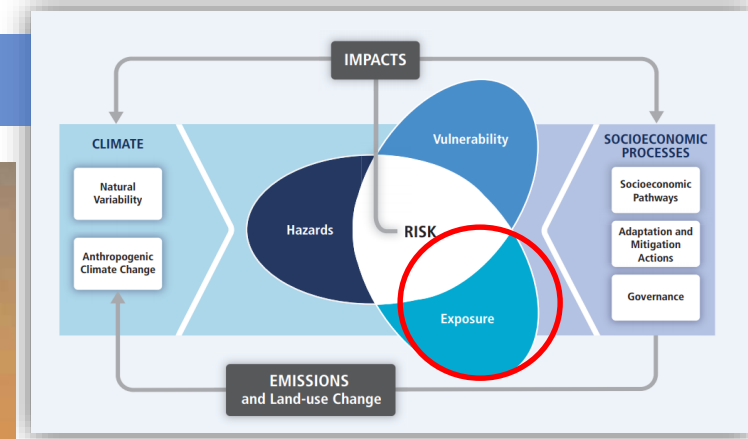 IMPACTS
CLIMATE
Natural
Variability
Anthropogenic
Climate Change
Hazards
Vulnerability
RISK
Exposure
SOCIOECONOMIC
PROCESSES
Socioeconomic
Pathways
Adaptation and
Mitigation
Actions
Governance
EMISSIONS
and Land-use Change